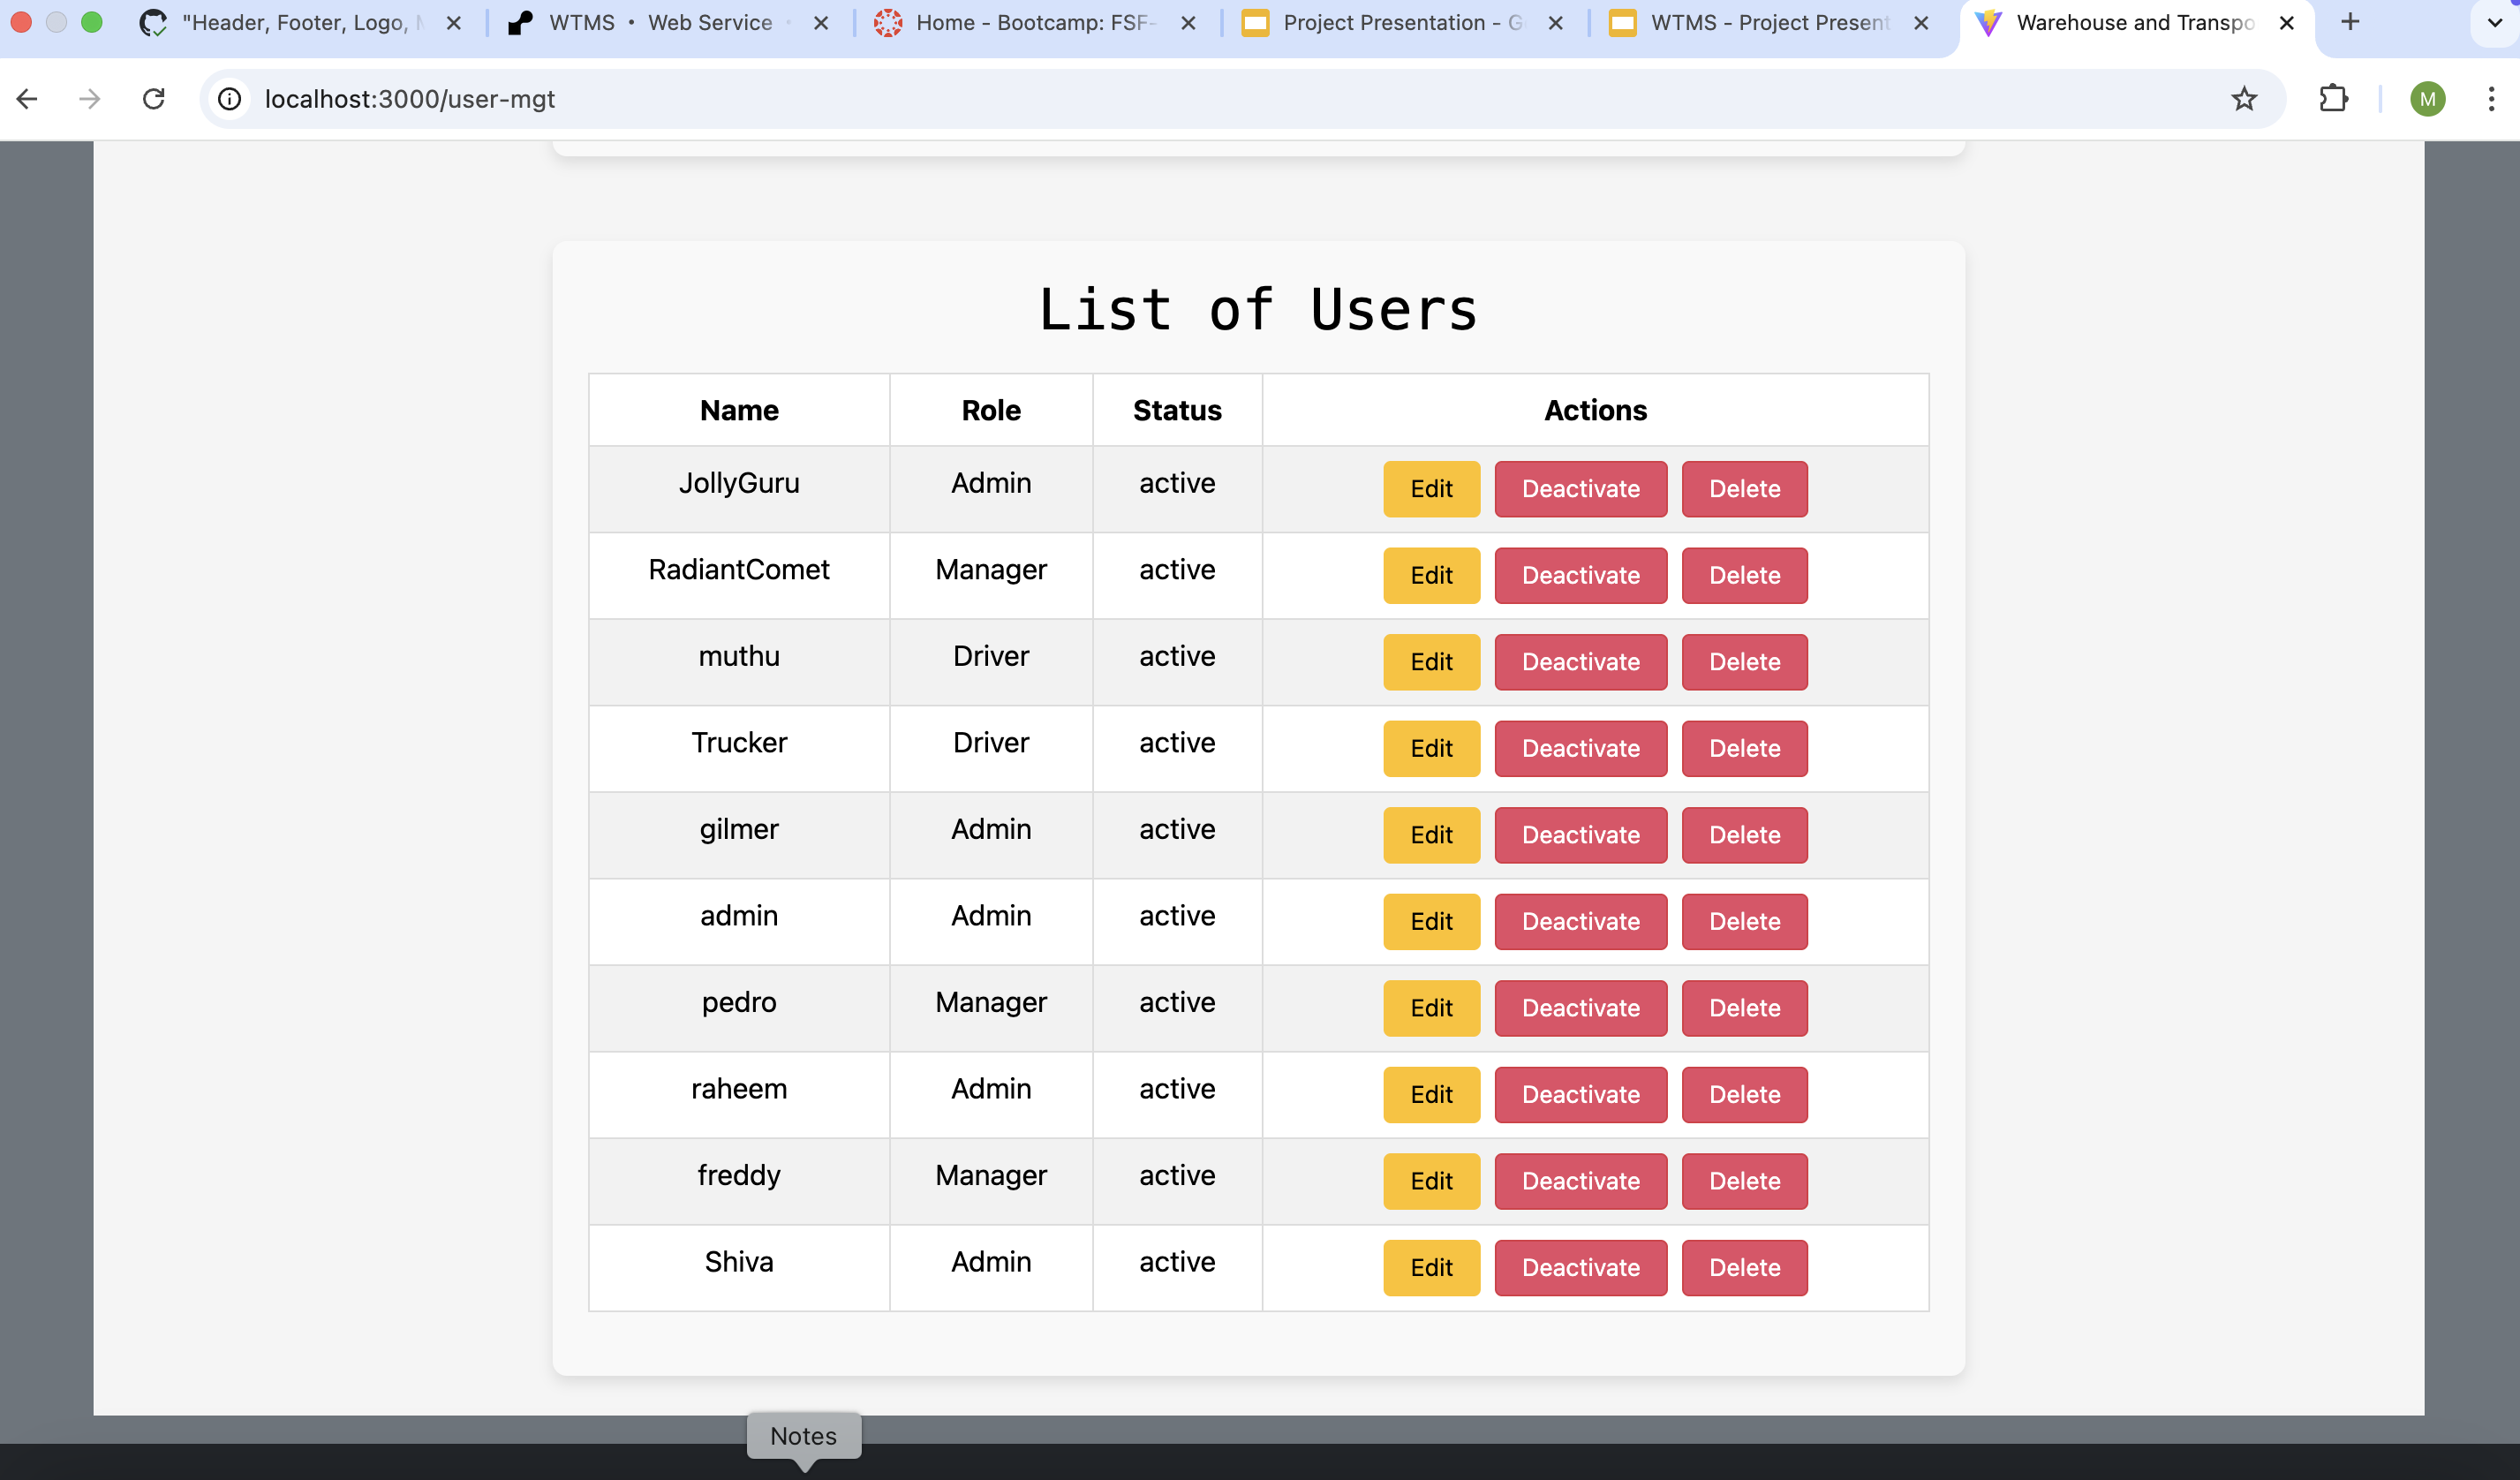 "Header, Footer, Logo, WTMS • Web Service Home - Bootcamp: FSF- Project Presentation - G WTMS - Project Present Warehouse and Transpo
localhost:3000/user-mgt M
List of Users
Name Role Status Actions
JollyGuru Admin active Edit Deactivate Delete
RadiantComet Manager active Edit Deactivate Delete
muthu Driver active Edit Deactivate Delete
Trucker Driver active Edit Deactivate Delete
gilmer Admin active Edit Deactivate Delete
admin Admin active Edit Deactivate Delete
pedro Manager active Edit Deactivate Delete
raheem Admin active Edit Deactivate Delete
freddy Manager active Edit Deactivate Delete
Shiva Admin active Edit Deactivate Delete
Notes